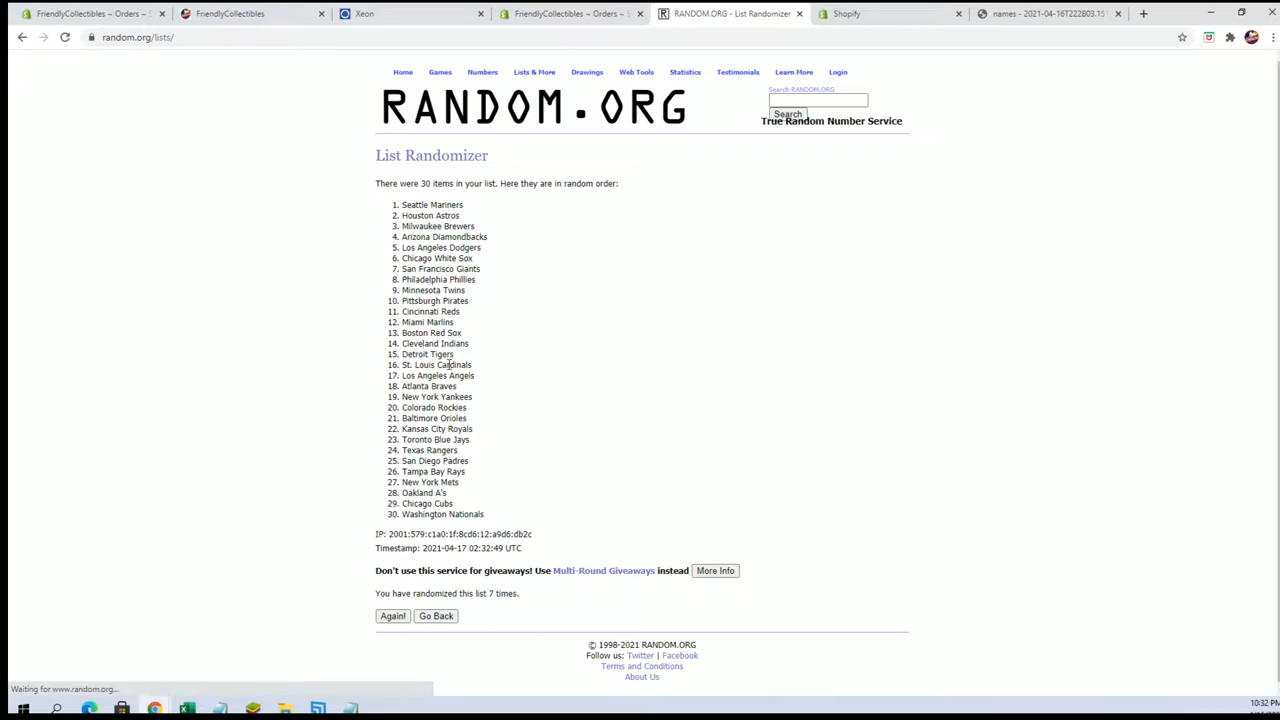 FriendlyCollectibles ~ Orders ~ S
FriendlyCollectibles
Xeon
FriendlyCollectibles ~ Orders ~ S
RANDOM.ORG - List Randomizer
Shopify
names - 2021-04-16T222803.15
random.org/lists/
Home Games Numbers Lists & More Drawings Web Tools Statistics Testimonials Learn More Login
RANDOM.ORG
Search RANDOM.ORG
Search
True Random Number Service
List Randomizer
There were 30 items in your list. Here they are in random order:
1. Seattle Mariners
2. Houston Astros
3. Milwaukee Brewers
4. Arizona Diamondbacks
5. Los Angeles Dodgers
6. Chicago White Sox
7. San Francisco Giants
8. Philadelphia Phillies
9. Minnesota Twins
10. Pittsburgh Pirates
11. Cincinnati Reds
12. Miami Marlins
13. Boston Red Sox
14. Cleveland Indians
15. Detroit Tigers
16. St. Louis Cardinals
17. Los Angeles Angels
18. Atlanta Braves
19. New York Yankees
20. Colorado Rockies
21. Baltimore Orioles
22. Kansas City Royals
23. Toronto Blue Jays
24. Texas Rangers
25. San Diego Padres
26. Tampa Bay Rays
27. New York Mets
28. Oakland A's
29. Chicago Cubs
30. Washington Nationals
IP: 2001:579:c1a0:1f:8cd6:12:a9d6:db2c
Timestamp: 2021-04-17 02:32:49 UTC
Don't use this service for giveaways! Use Multi-Round Giveaways instead More Info
You have randomized this list 7 times.
Again! Go Back
© 1998-2021 RANDOM.ORG
Follow us: Twitter | Facebook
Terms and Conditions
About Us
Waiting for www.random.org...
10:32 PM